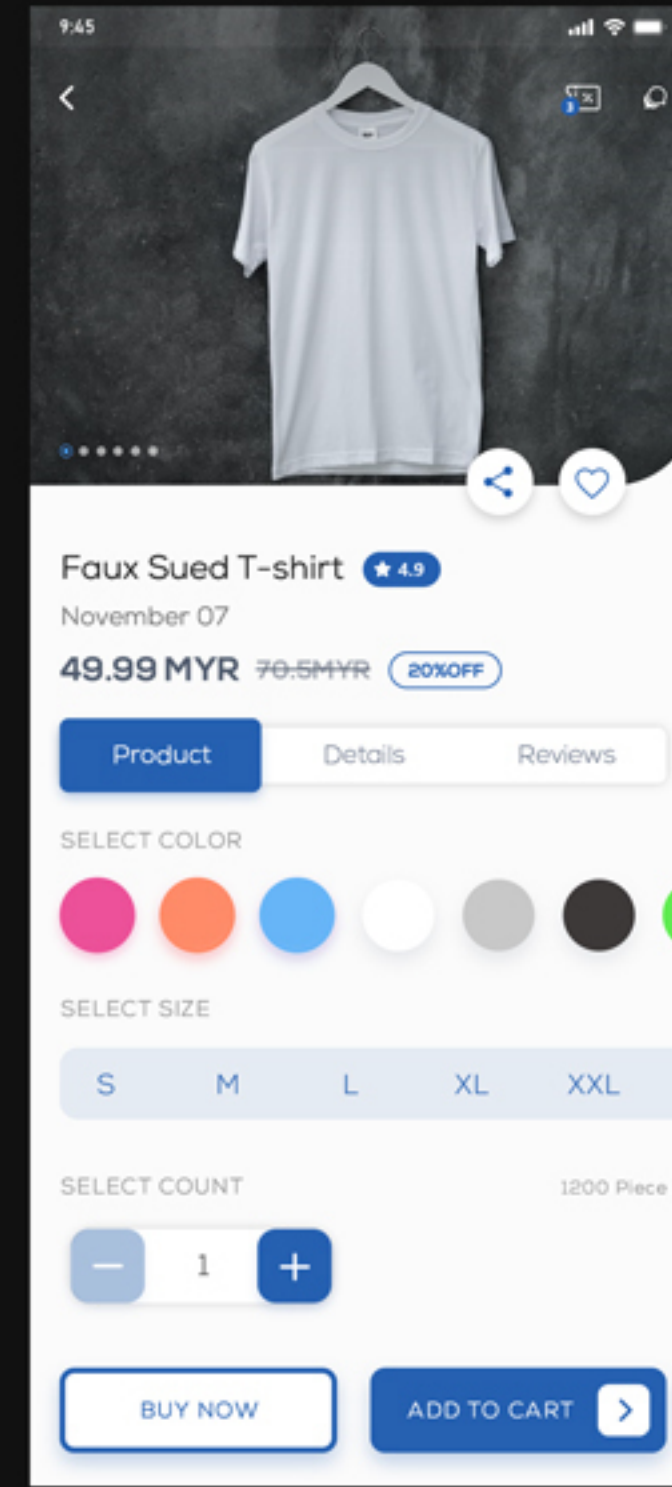 9:45
%
3
Faux Sued T-shirt ★ 4.9
November 07
49.99 MYR 70.5MYR 20%OFF
Product Details Reviews
SELECT COLOR
SELECT SIZE
S M L XL XXL
SELECT COUNT 1200 Piece
− 1 +
BUY NOW ADD TO CART